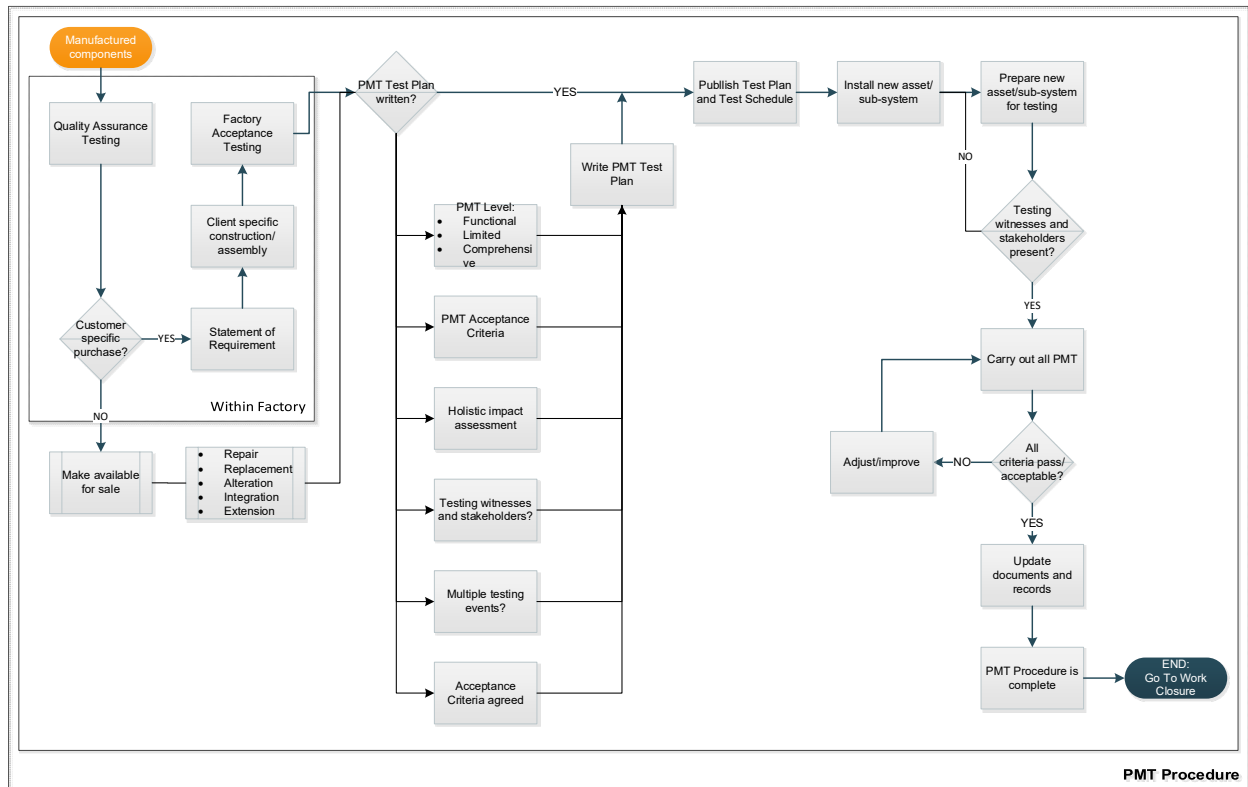 Manufactured
components
Quality Assurance
Testing
Customer
specific
purchase?
YES
NO
Statement of
Requirement
Client specific
construction/
assembly
Factory
Acceptance
Testing
Within Factory
Make available
for sale
• Repair
• Replacement
• Alteration
• Integration
• Extension
PMT Test Plan
written?
YES
PMT Level:
• Functional
• Limited
• Comprehensi
ve
PMT Acceptance
Criteria
Holistic impact
assessment
Testing witnesses
and stakeholders?
Multiple testing
events?
Acceptance
Criteria agreed
Write PMT Test
Plan
Publish Test Plan
and Test Schedule
Install new asset/
sub-system
Prepare new
asset/sub-system
for testing
NO
Testing
witnesses and
stakeholders
present?
YES
Carry out all PMT
All
criteria pass/
acceptable?
NO
Adjust/improve
YES
Update
documents and
records
PMT Procedure is
complete
END:
Go To Work
Closure
PMT Procedure